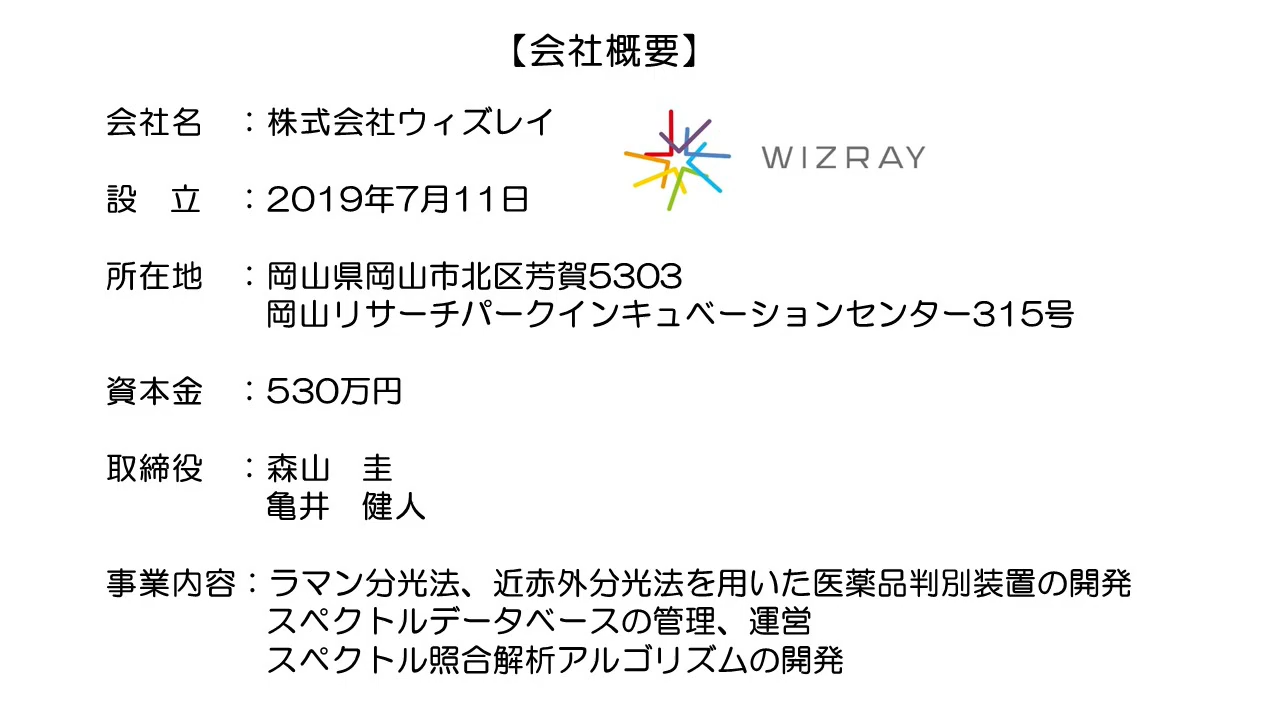 【会社概要】
会社名　：株式会社ウィズレイ
WIZRAY
設　立　：2019年7月11日
所在地　：岡山県岡山市北区芳賀5303
岡山リサーチパークインキュベーションセンター315号
資本金　：530万円
取締役　：森山　圭
亀井　健人
事業内容：ラマン分光法、近赤外分光法を用いた医薬品判別装置の開発
スペクトルデータベースの管理、運営
スペクトル照合解析アルゴリズムの開発